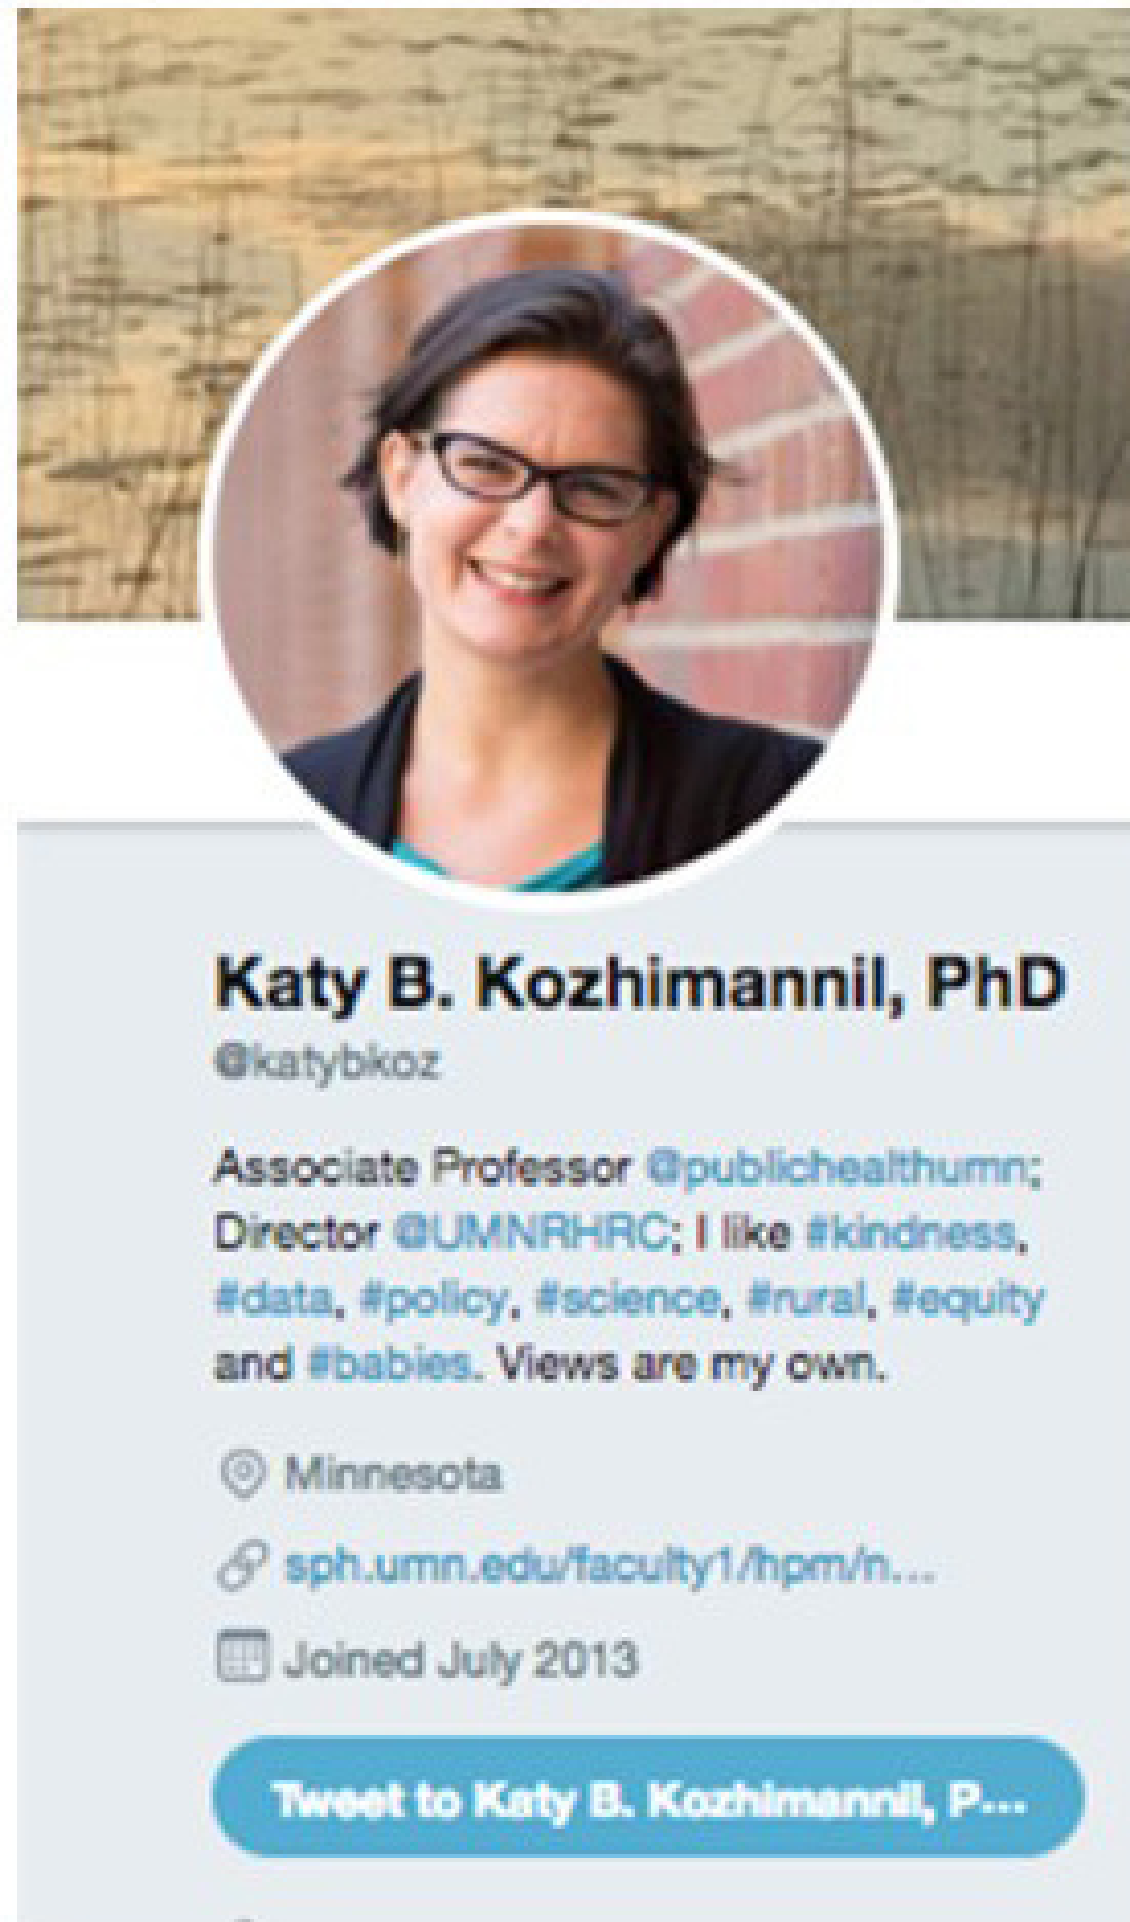 Katy B. Kozhimannil, PhD
@katybkoz
Associate Professor @publichealthumn;
Director @UMNRHRC; I like #kindness,
#data, #policy, #science, #rural, #equity
and #babies. Views are my own.
Minnesota
sph.umn.edu/faculty1/hpm/n...
Joined July 2013
Tweet to Katy B. Kozhimannil, P...